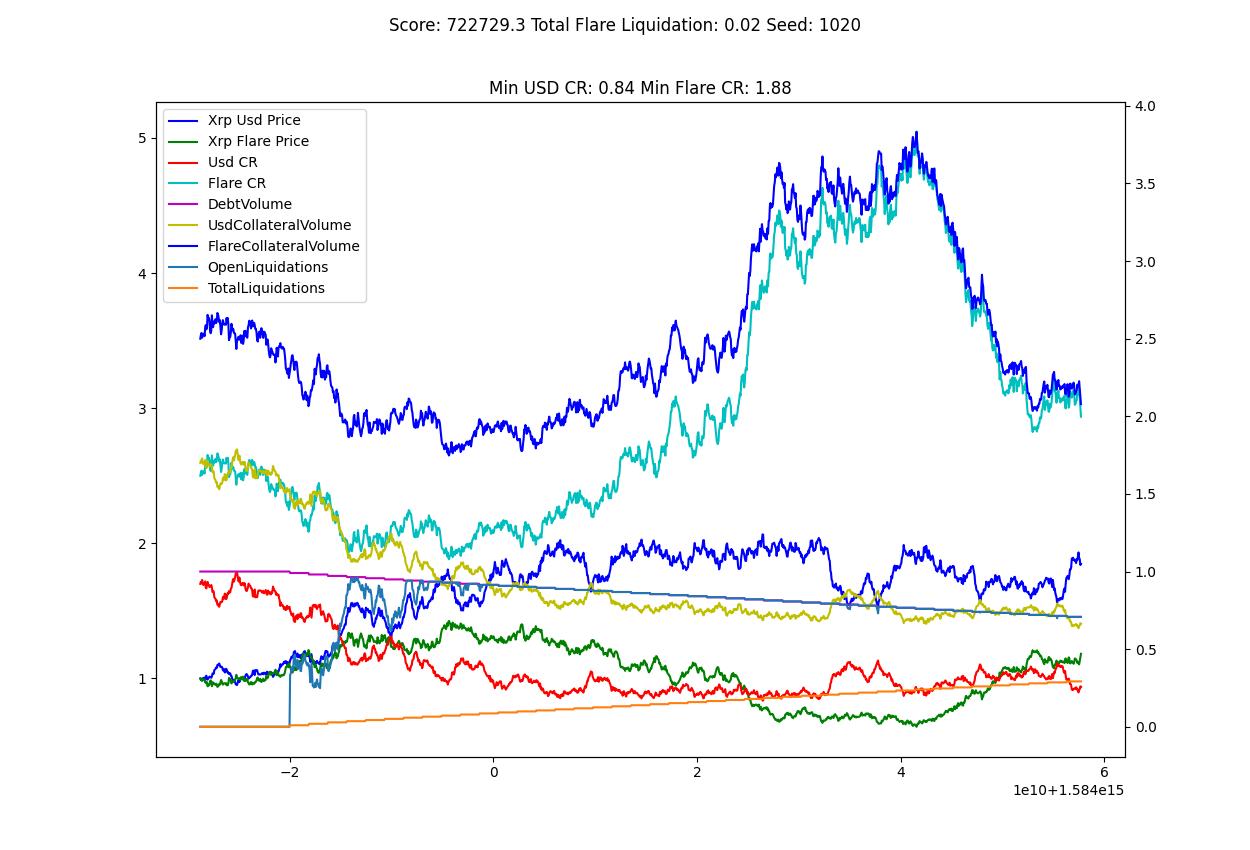 Score: 722729.3 Total Flare Liquidation: 0.02 Seed: 1020
Min USD CR: 0.84 Min Flare CR: 1.88
Xrp Usd Price
Xrp Flare Price
Usd CR
Flare CR
DebtVolume
UsdCollateralVolume
FlareCollateralVolume
OpenLiquidations
TotalLiquidations
5
4
3
2
1
4.0
3.5
3.0
2.5
2.0
1.5
1.0
0.5
0.0
−2 0 2 4 6
1e10+1.584e15